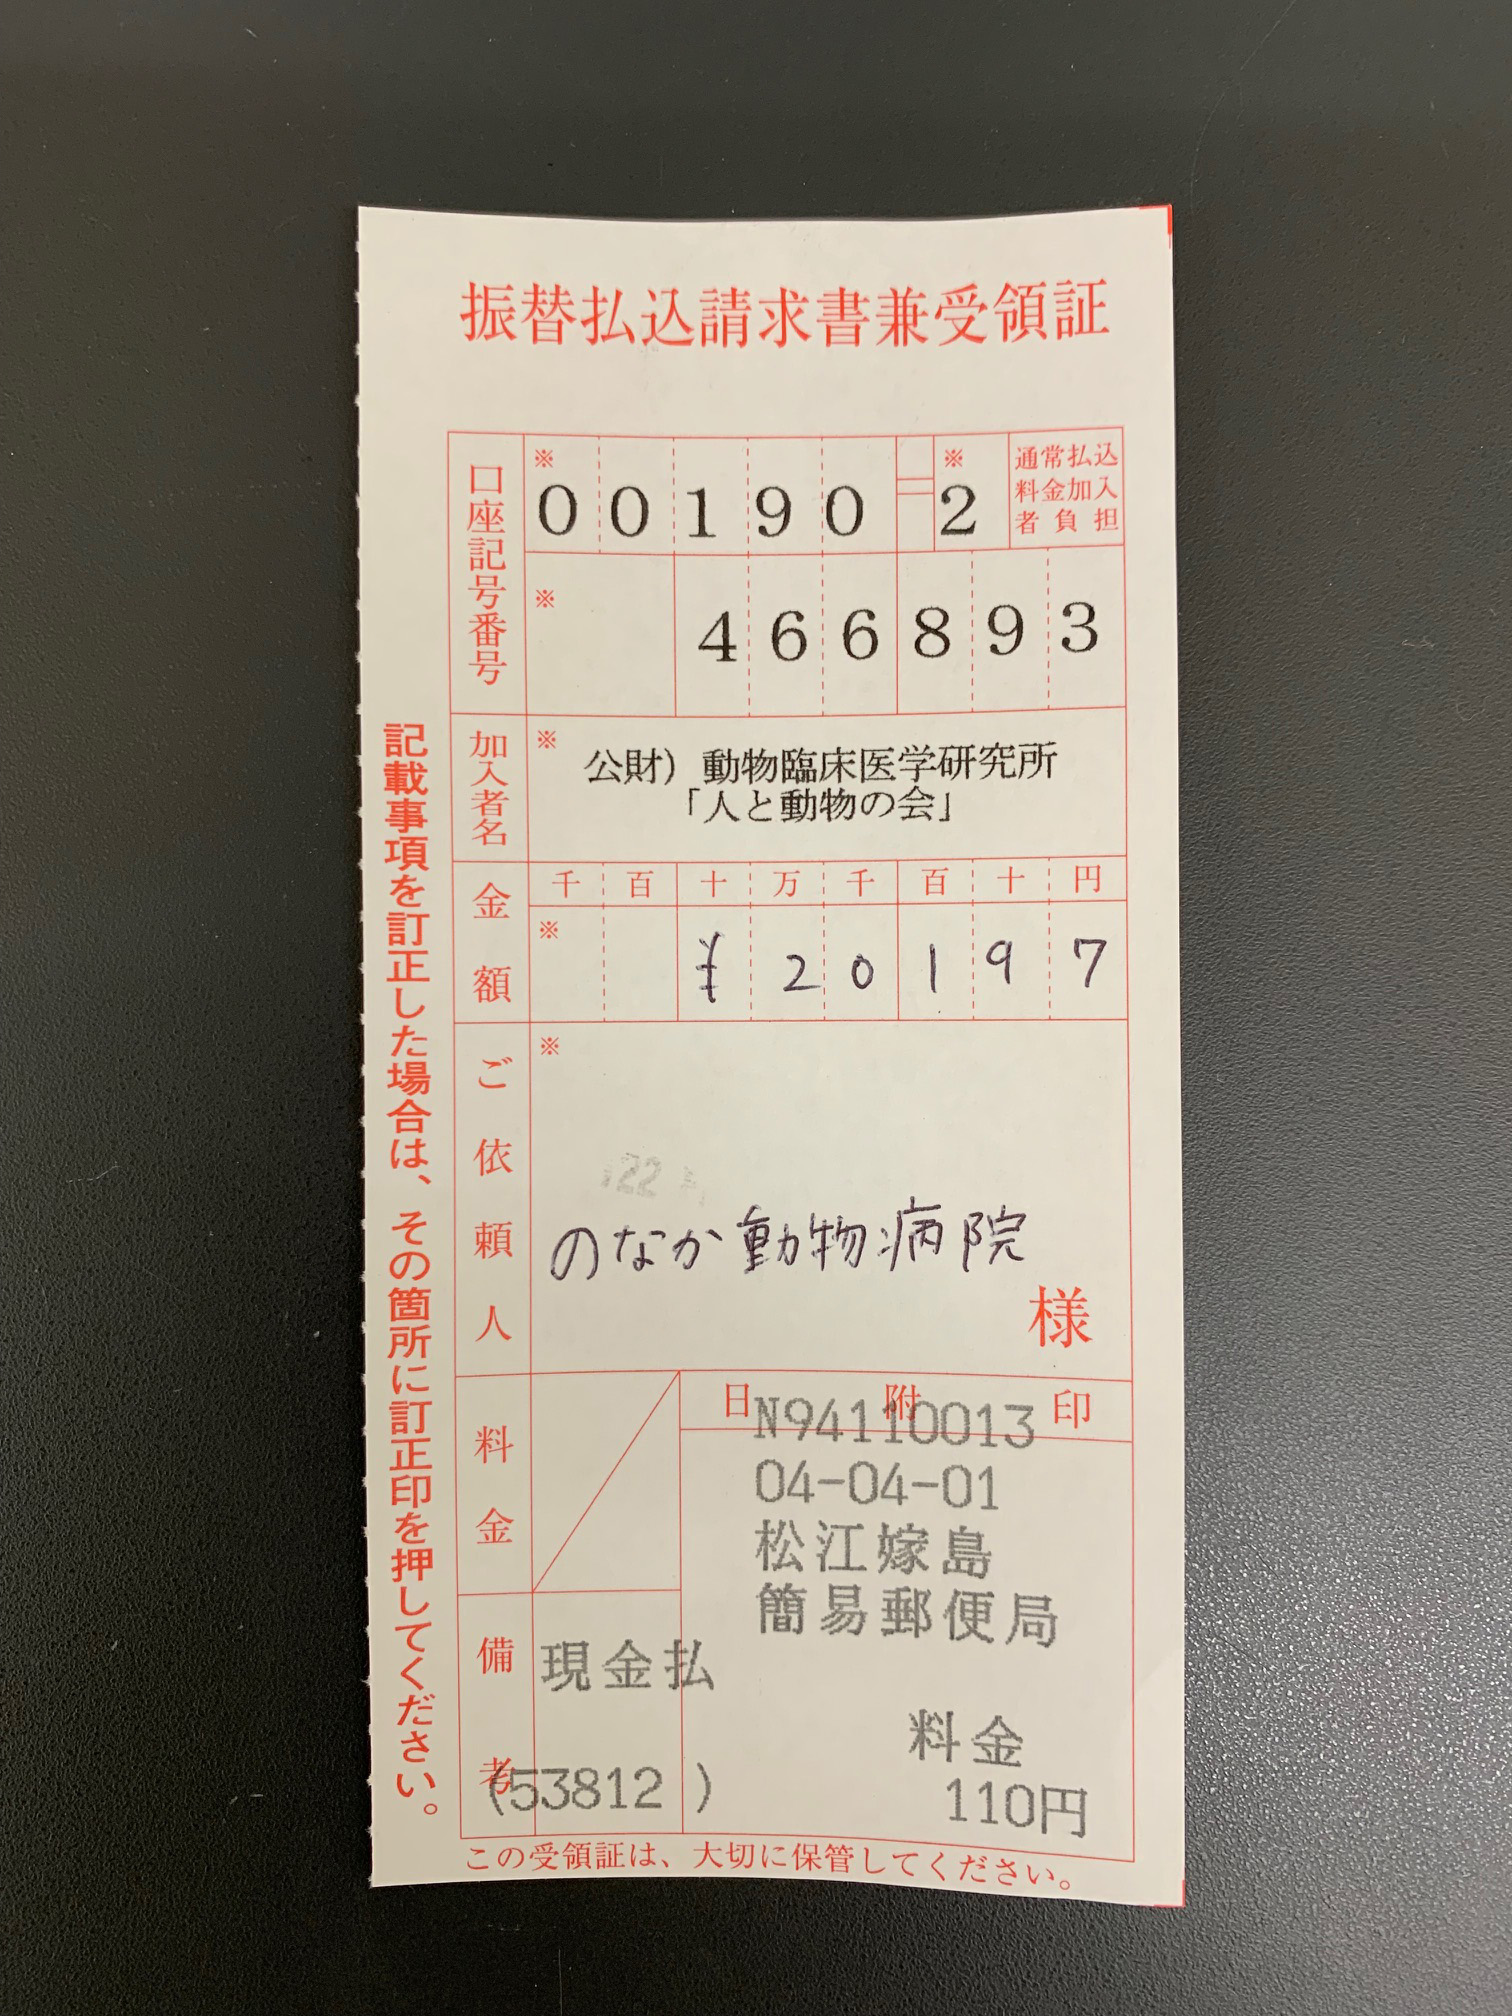 振替払込請求書兼受領証
口座記号番号
※ 00190=※ 2
通常払込
料金加入
者負担
※ 466893
加入者名
※
公財）動物臨床医学研究所
「人と動物の会」
金額
千 百 十 万 千 百 十 円
※ ¥20197
ご依頼人
※
のなか動物病院
様
料金
日附印
N94110013
04-04-01
松江嫁島
簡易郵便局
備考
現金払
料金
110円
(53812 )
この受領証は、大切に保管してください。
記載事項を訂正した場合は、その箇所に訂正印を押してください。